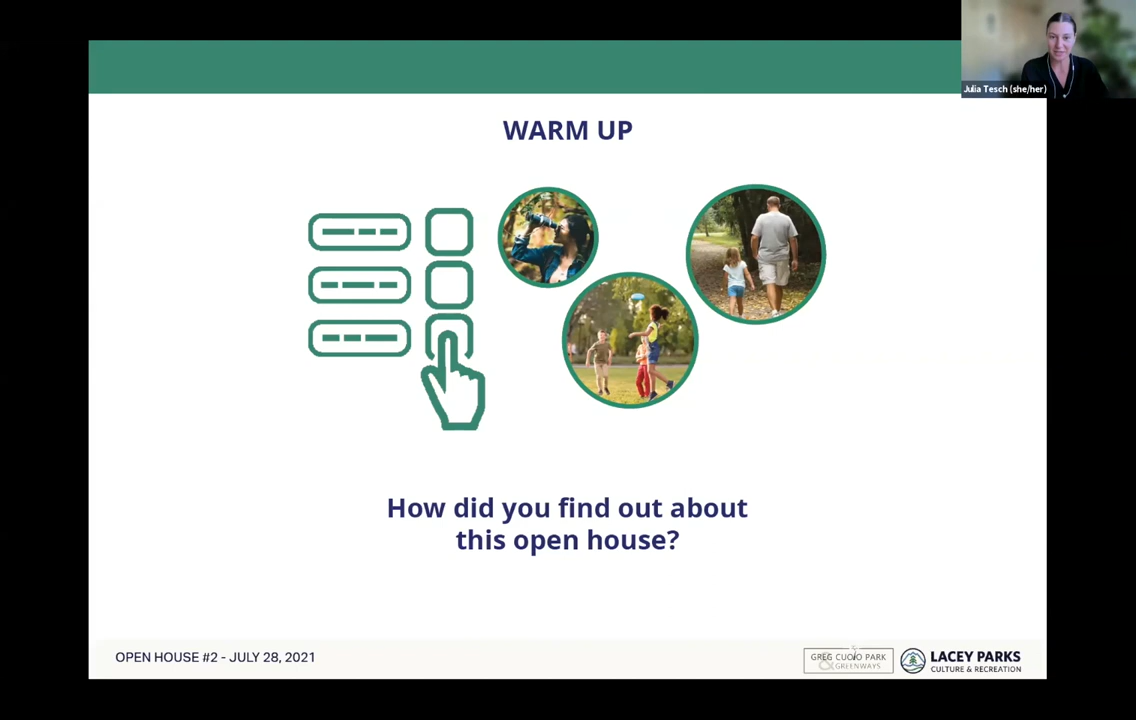 Julia Tesch (she/her)
WARM UP
How did you find out about
this open house?
OPEN HOUSE #2 - JULY 28, 2021
GREG CUOIO PARK
& GREENWAYS
LACEY PARKS
CULTURE & RECREATION